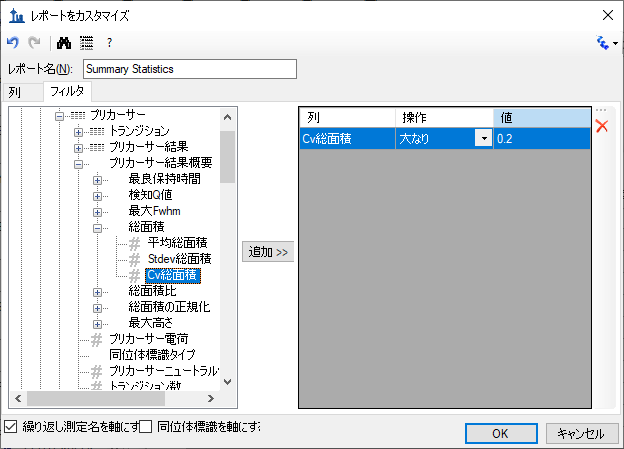 レポートをカスタマイズ
?
レポート名(N): Summary Statistics
列 フィルタ
プリカーサー
トランジション
プリカーサー結果
プリカーサー結果概要
最良保持時間
検知Q値
最大Fwhm
総面積
平均総面積
Stdev総面積
Cv総面積
総面積比
総面積の正規化
最大高さ
プリカーサー電荷
同位体標識タイプ
プリカーサーニュートラル
トランジション数
追加 >>
列 操作 値
Cv総面積 大なり 0.2
繰り返し測定名を軸にす 同位体標識を軸にす
OK キャンセル